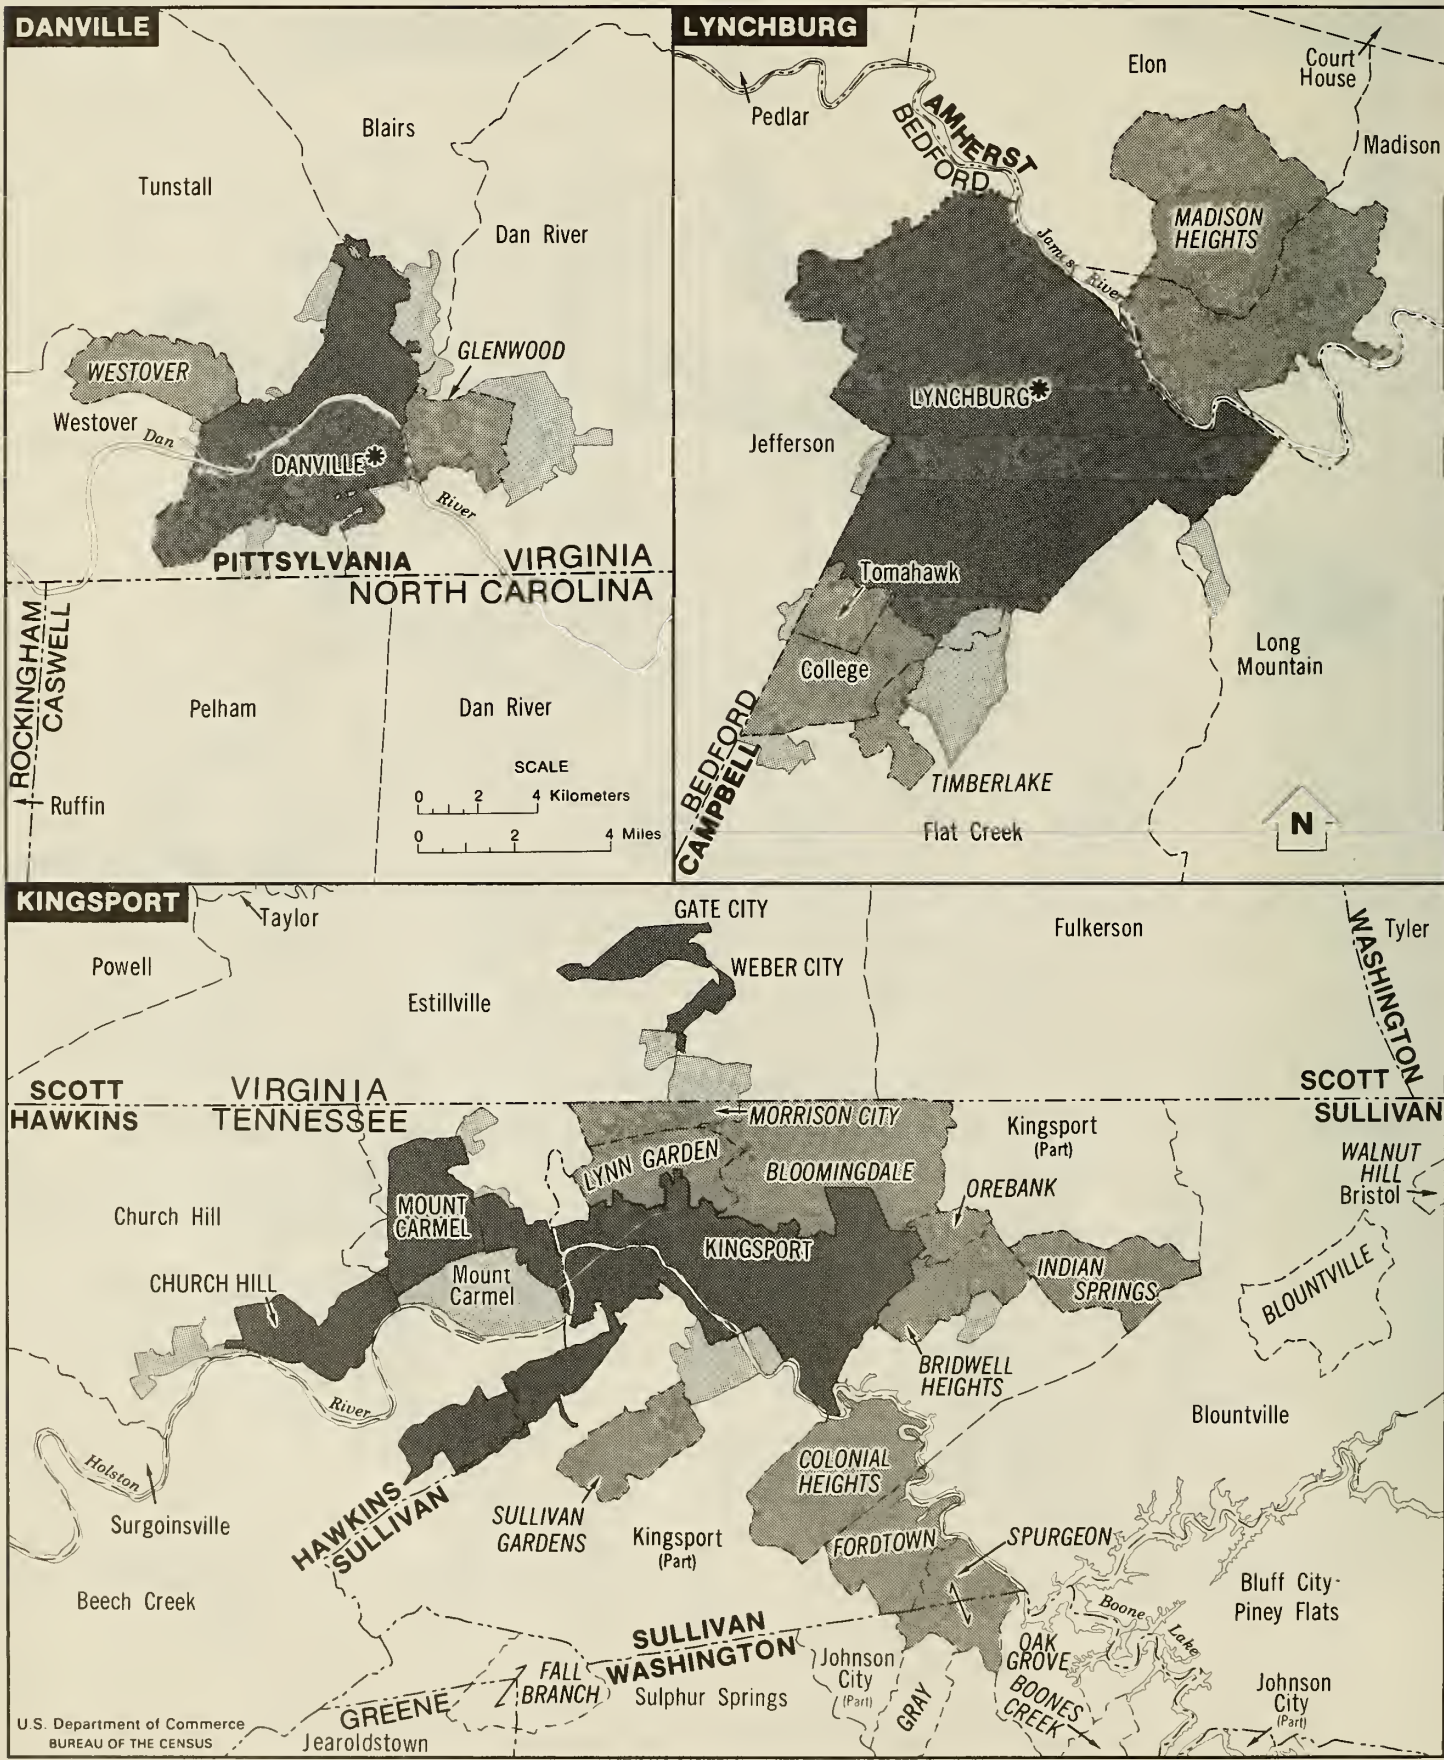 DANVILLE
Blairs
Tunstall
Dan River
WESTOVER
GLENWOOD
Westover
Dan
DANVILLE
River
PITTSYLVANIA
VIRGINIA
NORTH CAROLINA
ROCKINGHAM
CASWELL
Pelham
Dan River
Ruffin
SCALE
0 2 4 Kilometers
0 2 4 Miles
LYNCHBURG
Elon
Court
House
Pedlar
AMHERST
BEDFORD
Madison
MADISON
HEIGHTS
James River
LYNCHBURG
Jefferson
Tomahawk
College
Long
Mountain
BEDFORD
CAMPBELL
TIMBERLAKE
Flat Creek
N
KINGSPORT
Taylor
GATE CITY
Fulkerson
Tyler
WASHINGTON
Powell
WEBER CITY
Estillville
SCOTT
VIRGINIA
SCOTT
HAWKINS
TENNESSEE
SULLIVAN
MORRISON CITY
Kingsport
(Part)
LYNN GARDEN
BLOOMINGDALE
WALNUT
HILL
Bristol
OREBANK
MOUNT
CARMEL
Church Hill
KINGSPORT
INDIAN
SPRINGS
BLOUNTVILLE
CHURCH HILL
Mount
Carmel
BRIDWELL
HEIGHTS
River
Blountville
Holston
COLONIAL
HEIGHTS
HAWKINS
SULLIVAN
SULLIVAN
GARDENS
Surgoinsville
Kingsport
(Part)
FORDTOWN
SPURGEON
Beech Creek
Bluff City-
Piney Flats
Boone
Lake
SULLIVAN
WASHINGTON
OAK
GROVE
Johnson
City
(Part)
FALL
BRANCH
Sulphur Springs
GRAY
BOONES
CREEK
Johnson
City
(Part)
GREENE
Jearoldstown
U.S. Department of Commerce
BUREAU OF THE CENSUS